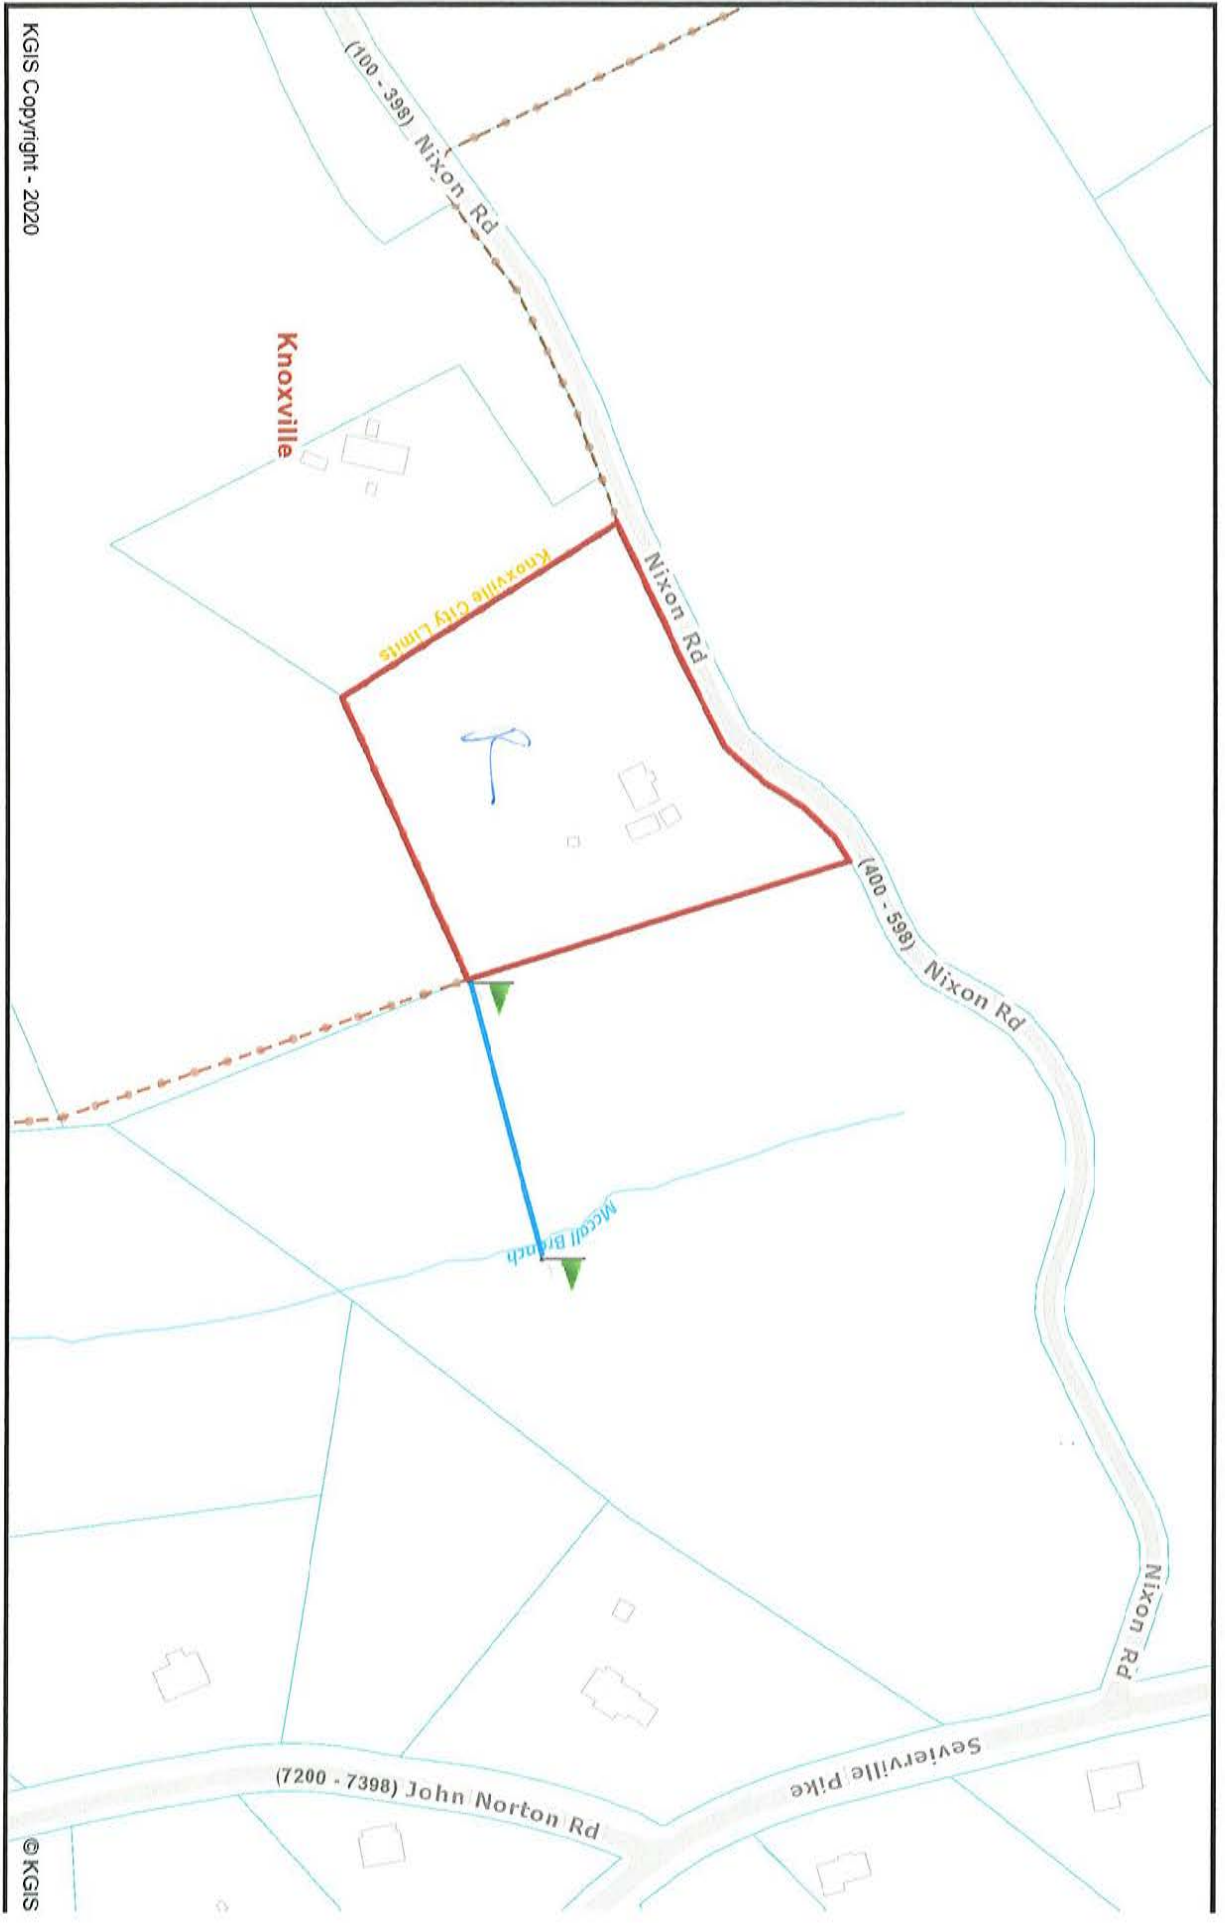 (100 - 398) Nixon Rd
Knoxville
Nixon Rd
Knoxville City Limits
(400 - 598) Nixon Rd
Mccall Branch
Nixon Rd
Sevierville Pike
(7200 - 7398) John Norton Rd
KGIS Copyright - 2020
© KGIS